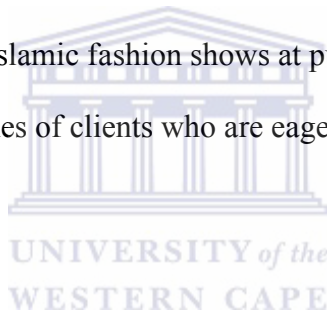 slamic fashion shows at p
es of clients who are eage
UNIVERSITY of the
WESTERN CAPE